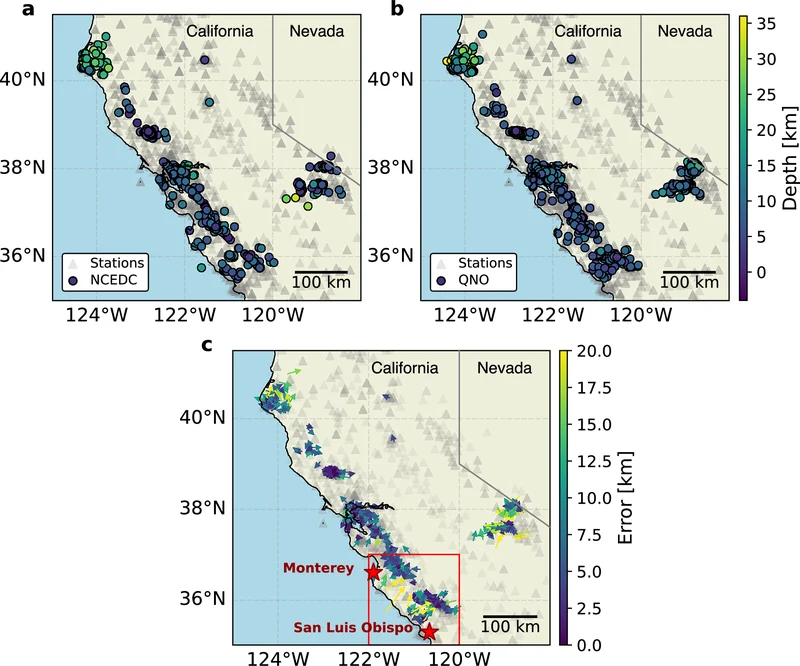 a
California
Nevada
40°N
38°N
36°N
Stations
NCEDC
100 km
124°W
122°W
120°W
b
California
Nevada
40°N
38°N
36°N
Stations
QNO
100 km
124°W
122°W
120°W
35
30
25
20
15
10
5
0
Depth [km]
c
California
Nevada
40°N
38°N
36°N
Monterey
San Luis Obispo
100 km
124°W
122°W
120°W
20.0
17.5
15.0
12.5
10.0
7.5
5.0
2.5
0.0
Error [km]